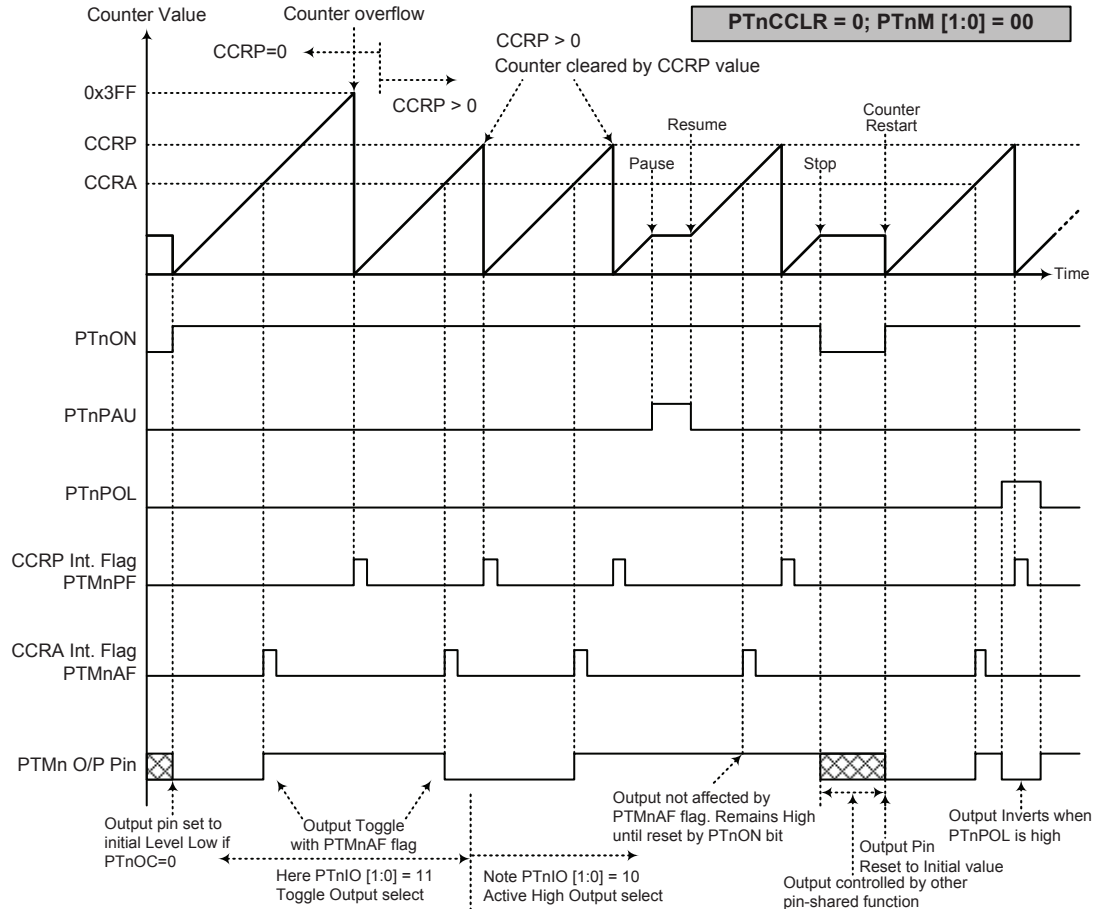 Counter Value
Counter overflow
PTnCCLR = 0; PTnM [1:0] = 00
CCRP=0
CCRP > 0
CCRP > 0
Counter cleared by CCRP value
0x3FF
CCRP
CCRA
Pause
Resume
Stop
Counter
Restart
Time
PTnON
PTnPAU
PTnPOL
CCRP Int. Flag
PTMnPF
CCRA Int. Flag
PTMnAF
PTMn O/P Pin
Output pin set to
initial Level Low if
PTnOC=0
Output Toggle
with PTMnAF flag
Here PTnIO [1:0] = 11
Toggle Output select
Note PTnIO [1:0] = 10
Active High Output select
Output not affected by
PTMnAF flag. Remains High
until reset by PTnON bit
Output Pin
Reset to Initial value
Output controlled by other
pin-shared function
Output Inverts when
PTnPOL is high